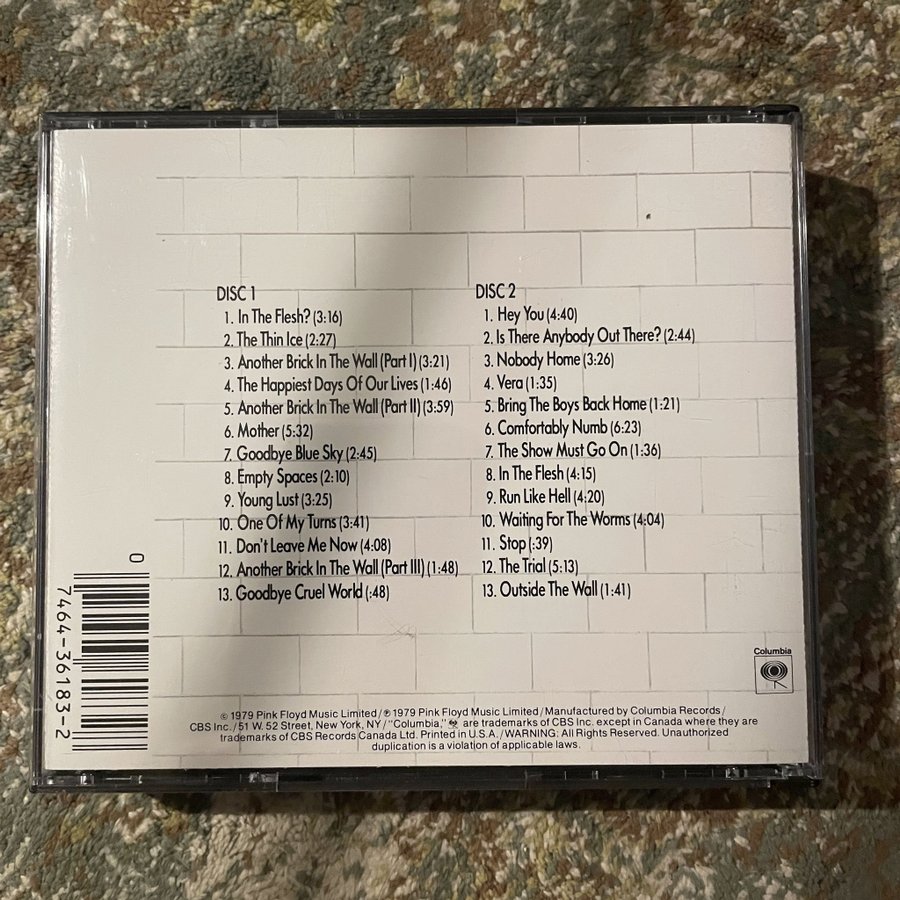 DISC 1
1. In The Flesh? (3:16)
2. The Thin Ice (2:27)
3. Another Brick In The Wall (Part I) (3:21)
4. The Happiest Days Of Our Lives (1:46)
5. Another Brick In The Wall (Part II) (3:59)
6. Mother (5:32)
7. Goodbye Blue Sky (2:45)
8. Empty Spaces (2:10)
9. Young Lust (3:25)
10. One Of My Turns (3:41)
11. Don't Leave Me Now (4:08)
12. Another Brick In The Wall (Part III) (1:48)
13. Goodbye Cruel World (:48)
DISC 2
1. Hey You (4:40)
2. Is There Anybody Out There? (2:44)
3. Nobody Home (3:26)
4. Vera (1:35)
5. Bring The Boys Back Home (1:21)
6. Comfortably Numb (6:23)
7. The Show Must Go On (1:36)
8. In The Flesh (4:15)
9. Run Like Hell (4:20)
10. Waiting For The Worms (4:04)
11. Stop (:39)
12. The Trial (5:13)
13. Outside The Wall (1:41)
0
7464-36183-2
Columbia
© 1979 Pink Floyd Music Limited/℗ 1979 Pink Floyd Music Limited/Manufactured by Columbia Records/
CBS Inc./51 W. 52 Street, New York, NY/"Columbia," are trademarks of CBS Inc. except in Canada where they are
trademarks of CBS Records Canada Ltd. Printed in U.S.A./WARNING: All Rights Reserved. Unauthorized
duplication is a violation of applicable laws.